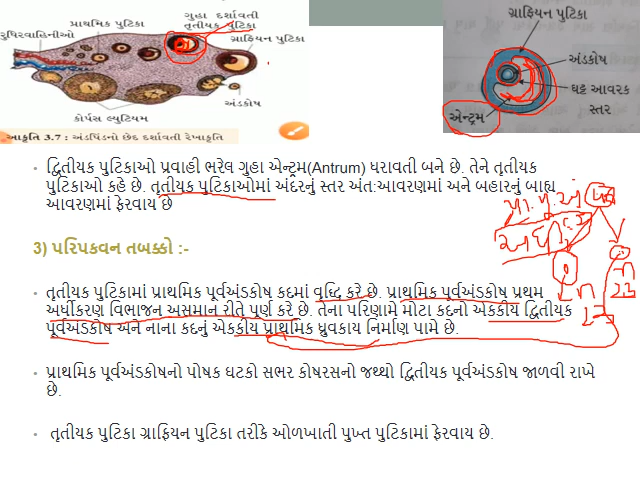 ગુહા દર્શાવતી
તૃતીયક પુટિકા
પ્રાથમિક પુટિકા
રુધિરવાહિનીઓ
ગ્રાફિયન પુટિકા
અંડકોષ
કોર્પસ લ્યુટિયમ
આકૃતિ 3.7 : અંડપિંડનો છેદ દર્શાવતી રેખાકૃતિ
ગ્રાફિયન પુટિકા
અંડકોષ
ઘટ્ટ આવરક
સ્તર
એન્ટ્રમ
• દ્વિતીયક પુટિકાઓ પ્રવાહી ભરેલ ગુહા એન્ટ્રમ(Antrum) ધરાવતી બને છે. તેને તૃતીયક
પુટિકાઓ કહે છે. તૃતીયક પુટિકાઓમાં અંદરનું સ્તર અંત:આવરણમાં અને બહારનું બાહ્ય
આવરણમાં ફેરવાય છે
3) પરિપકવન તબક્કો :-
• તૃતીયક પુટિકામાં પ્રાથમિક પૂર્વઅંડકોષ કદમાં વૃદ્ધિ કરે છે. પ્રાથમિક પૂર્વઅંડકોષ પ્રથમ
અર્ધીકરણ વિભાજન અસમાન રીતે પૂર્ણ કરે છે. તેના પરિણામે મોટા કદનો એકકીય દ્વિતીયક
પૂર્વઅંડકોષ અને નાના કદનું એકકીય પ્રાથમિક ધ્રુવકાય નિર્માણ પામે છે.
• પ્રાથમિક પૂર્વઅંડકોષનો પોષક ઘટકો સભર કોષરસનો જથ્થો દ્વિતીયક પૂર્વઅંડકોષ જાળવી રાખે
છે.
• તૃતીયક પુટિકા ગ્રાફિયન પુટિકા તરીકે ઓળખાતી પુખ્ત પુટિકામાં ફેરવાય છે.
પ્રા. પૂ. અં
n
23
n
23